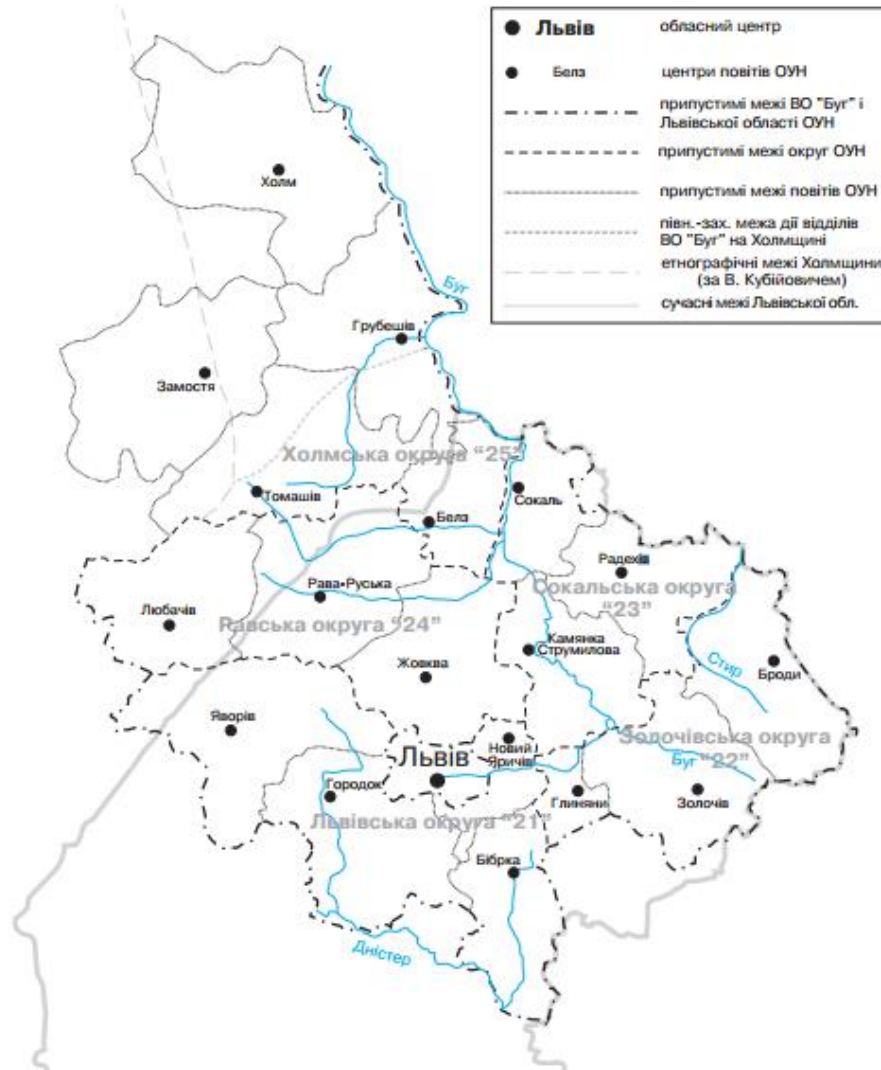 Львів обласний центр
Белз центри повітів ОУН
припустимі межі ВО "Буг" і
Львівської області ОУН
припустимі межі округ ОУН
припустимі межі повітів ОУН
півн.-зах. межа дії відділів
ВО "Буг" на Холмщині
етнографічні межі Холмщини
(за В. Кубійовичем)
сучасні межі Львівської обл.
Холм
Буг
Грубешів
Замостя
Холмська округа "25"
Томашів
Сокаль
Белз
Радехів
Сокальська округа
"23"
Рава-Руська
Любачів
Равська округа "24"
Камянка
Струмилова
Жовква
Стир
Броди
Яворів
Новий
Яричів
Золочівська округа
"22"
Львів
Буг
Городок
Глиняни
Золочів
Львівська округа "21"
Бібрка
Дністер